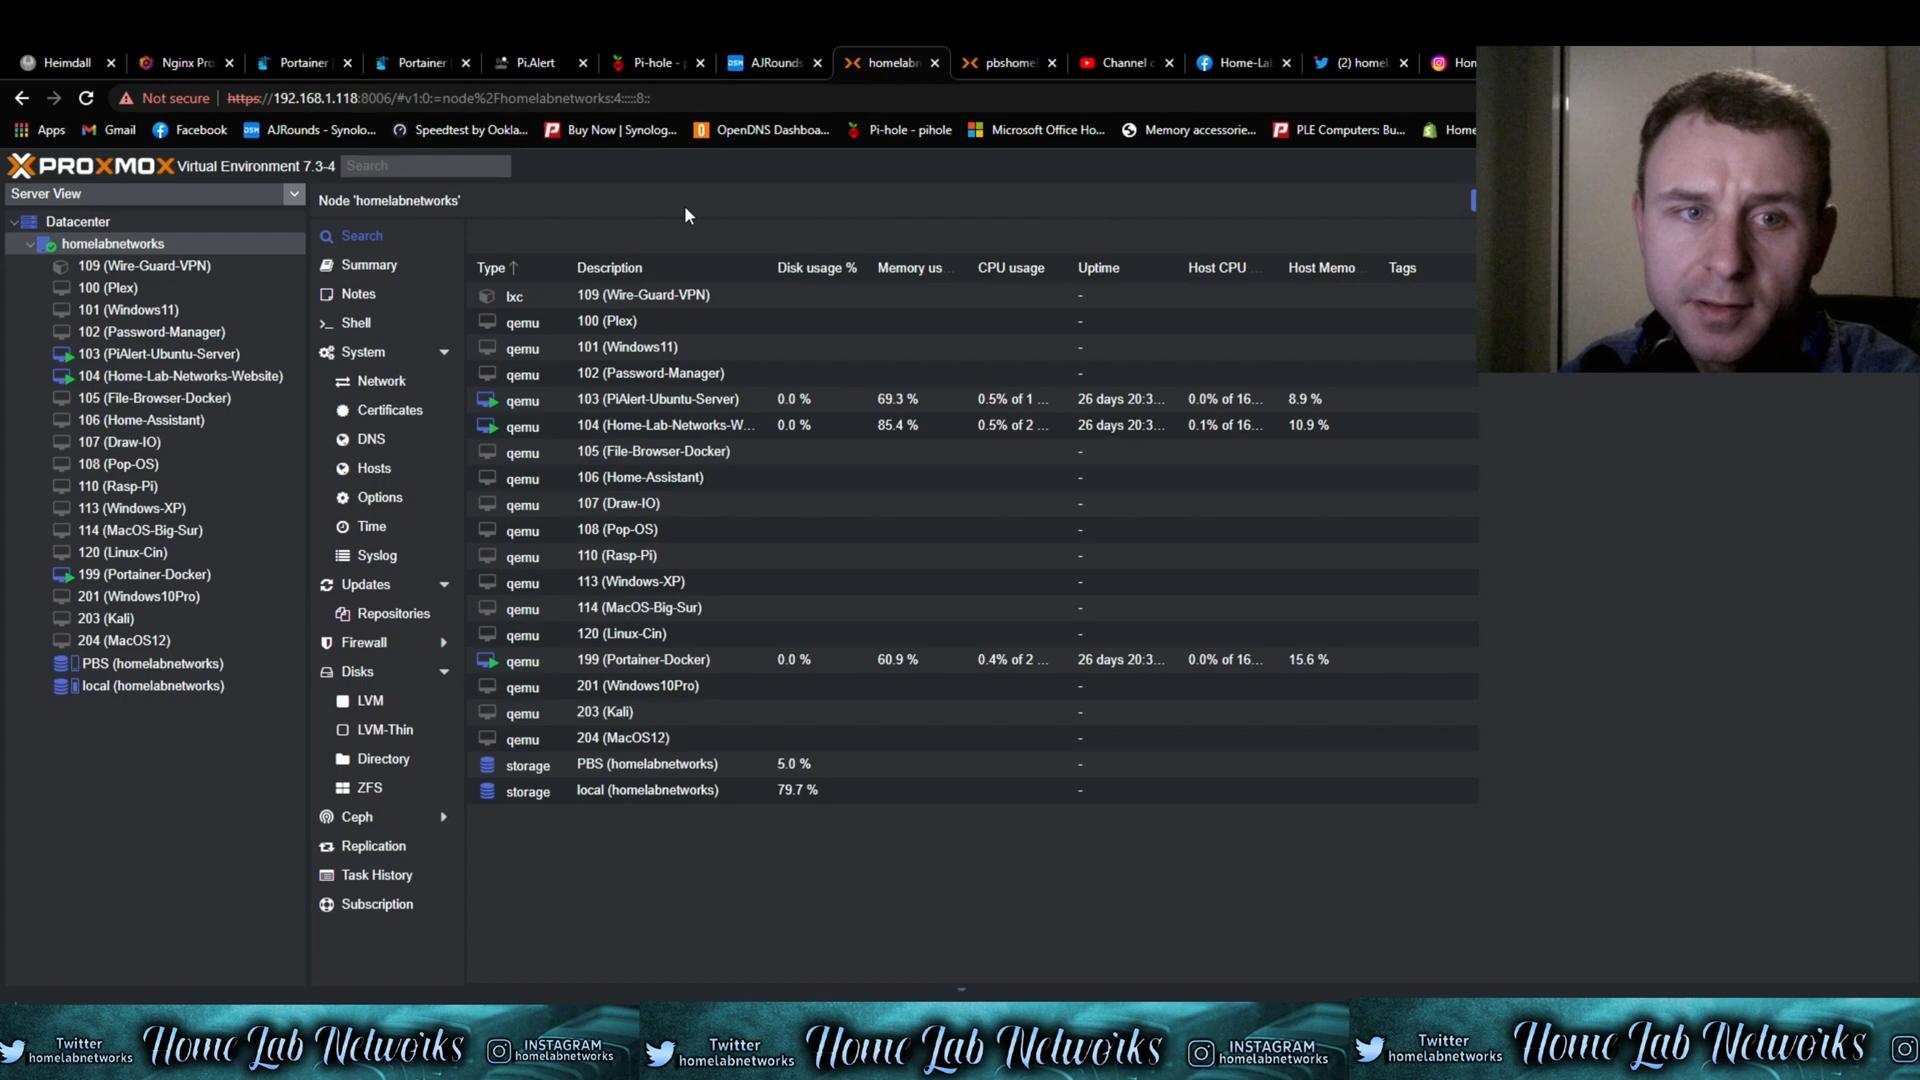 Heimdall
Nginx Pro
Portainer
Portainer
Pi.Alert
Pi-hole -
AJRounds
homelab
pbshome
Channel
Home-La
(2) home
Hom
Not secure
https://192.168.1.118:8006/#v1:0:=node%2Fhomelabnetworks:4:::::8::
Apps
Gmail
Facebook
AJRounds - Synolo...
Speedtest by Ookla...
Buy Now | Synolog...
OpenDNS Dashboa...
Pi-hole - pihole
Microsoft Office Ho...
Memory accessorie...
PLE Computers: Bu...
Home
PROXMOX Virtual Environment 7.3-4 Search
Server View
Datacenter
homelabnetworks
109 (Wire-Guard-VPN)
100 (Plex)
101 (Windows11)
102 (Password-Manager)
103 (PiAlert-Ubuntu-Server)
104 (Home-Lab-Networks-Website)
105 (File-Browser-Docker)
106 (Home-Assistant)
107 (Draw-IO)
108 (Pop-OS)
110 (Rasp-Pi)
113 (Windows-XP)
114 (MacOS-Big-Sur)
120 (Linux-Cin)
199 (Portainer-Docker)
201 (Windows10Pro)
203 (Kali)
204 (MacOS12)
PBS (homelabnetworks)
local (homelabnetworks)
Node 'homelabnetworks'
Search
Summary
Notes
Shell
System
Network
Certificates
DNS
Hosts
Options
Time
Syslog
Updates
Repositories
Firewall
Disks
LVM
LVM-Thin
Directory
ZFS
Ceph
Replication
Task History
Subscription
Type Description Disk usage % Memory us... CPU usage Uptime Host CPU ... Host Memo... Tags
lxc 109 (Wire-Guard-VPN) -
qemu 100 (Plex) -
qemu 101 (Windows11) -
qemu 102 (Password-Manager) -
qemu 103 (PiAlert-Ubuntu-Server) 0.0 % 69.3 % 0.5% of 1 ... 26 days 20:3... 0.0% of 16... 8.9 %
qemu 104 (Home-Lab-Networks-W... 0.0 % 85.4 % 0.5% of 2 ... 26 days 20:3... 0.1% of 16... 10.9 %
qemu 105 (File-Browser-Docker) -
qemu 106 (Home-Assistant) -
qemu 107 (Draw-IO) -
qemu 108 (Pop-OS) -
qemu 110 (Rasp-Pi) -
qemu 113 (Windows-XP) -
qemu 114 (MacOS-Big-Sur) -
qemu 120 (Linux-Cin) -
qemu 199 (Portainer-Docker) 0.0 % 60.9 % 0.4% of 2 ... 26 days 20:3... 0.0% of 16... 15.6 %
qemu 201 (Windows10Pro) -
qemu 203 (Kali) -
qemu 204 (MacOS12) -
storage PBS (homelabnetworks) 5.0 % -
storage local (homelabnetworks) 79.7 % -
Twitter
homelabnetworks
Home Lab Networks
INSTAGRAM
homelabnetworks
Twitter
homelabnetworks
Home Lab Networks
INSTAGRAM
homelabnetworks
Twitter
homelabnetworks
Home Lab Networks